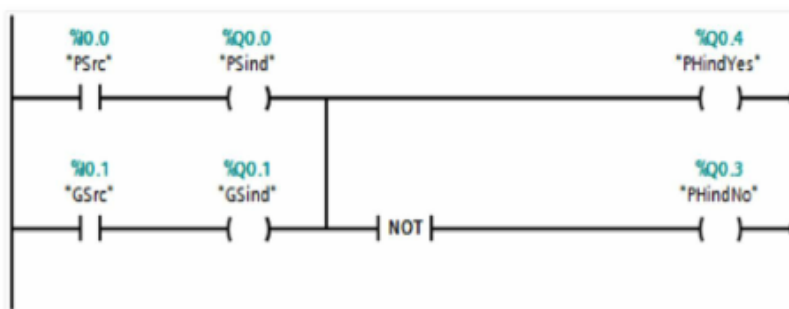 %I0.0 %Q0.0 %Q0.4
"PSrc" "PSind" "PHindYes"
%I0.1 %Q0.1 %Q0.3
"GSrc" "GSind" "PHindNo"
NOT